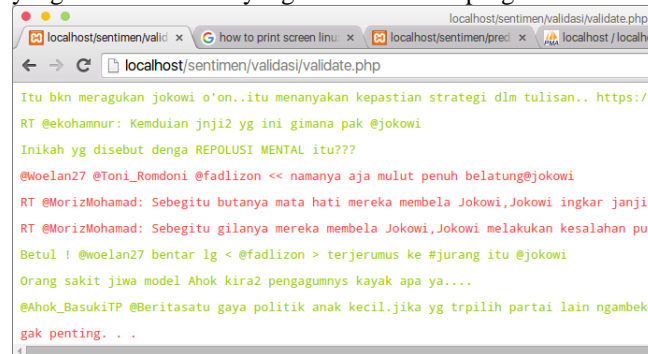 localhost/sentimen/validasi/validate.php
localhost/sentimen/valid × how to print screen linu × localhost/sentimen/pred × localhost / localh
localhost/sentimen/validasi/validate.php
Itu bkn meragukan jokowi o'on..itu menanyakan kepastian strategi dlm tulisan.. https:/
RT @ekohamnur: Kemduian jnji2 yg ini gimana pak @jokowi
Inikah yg disebut denga REPOLUSI MENTAL itu???
@Woelan27 @Toni_Romdoni @fadlizon << namanya aja mulut penuh belatung@jokowi
RT @MorizMohamad: Sebegitu butanya mata hati mereka membela Jokowi,Jokowi ingkar janji
RT @MorizMohamad: Sebegitu gilanya mereka membela Jokowi,Jokowi melakukan kesalahan pu
Betul ! @woelan27 bentar lg < @fadlizon > terjerumus ke #jurang itu @jokowi
Orang sakit jiwa model Ahok kira2 pengagumnys kayak apa ya....
@Ahok_BasukiTP @Beritasatu gaya politik anak kecil.jika yg trpilih partai lain ngambek
gak penting. . .